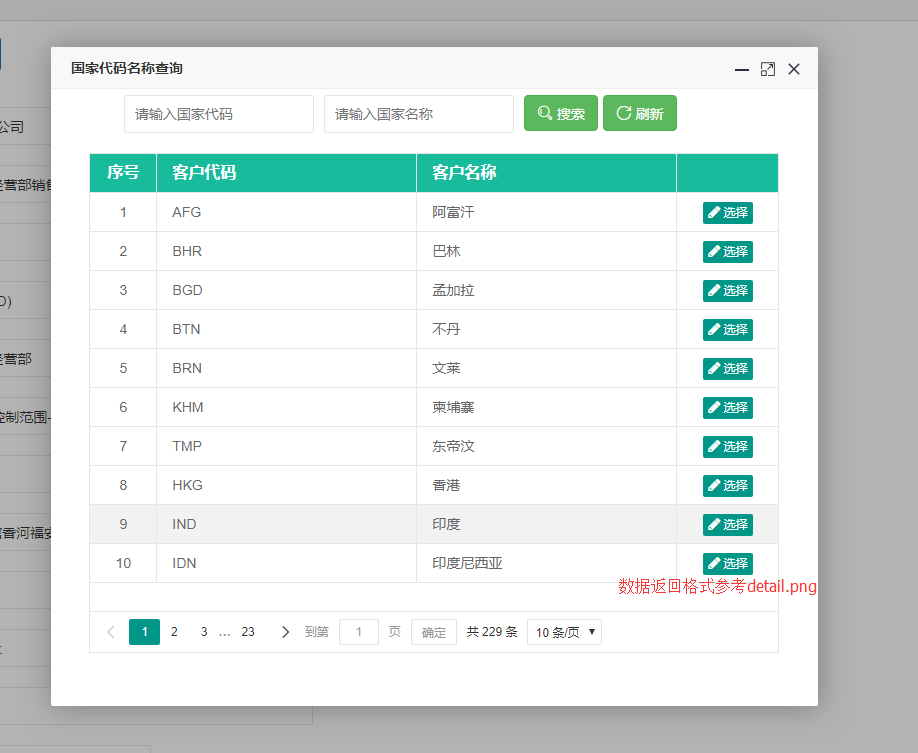 国家代码名称查询
请输入国家代码 请输入国家名称 搜索 刷新
公司
序号 客户代码 客户名称
经营部销售
1 AFG 阿富汗 选择
2 BHR 巴林 选择
3 BGD 孟加拉 选择
O)
4 BTN 不丹 选择
经营部
5 BRN 文莱 选择
6 KHM 柬埔寨 选择
控制范围-
7 TMP 东帝汶 选择
8 HKG 香港 选择
9 IND 印度 选择
香河福安
10 IDN 印度尼西亚 选择
数据返回格式参考detail.png
1 2 3 … 23 到第 1 页 确定 共 229 条 10 条/页